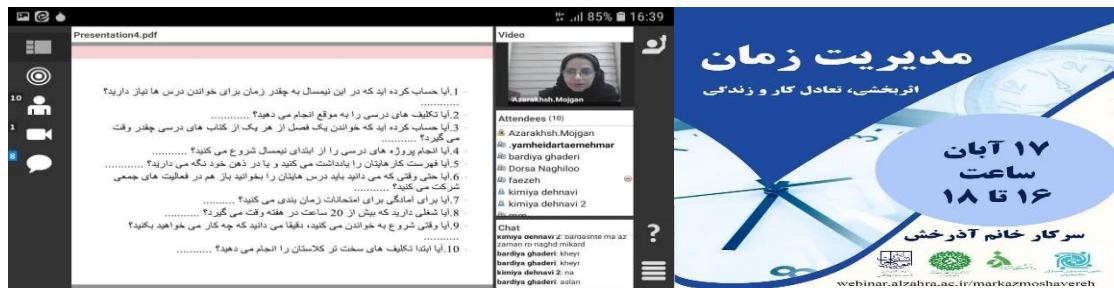 85% 16:39
Presentation4.pdf
1.آیا حساب کرده اید که در این نیمسال به چقدر زمان برای خواندن درس ها نیاز دارید؟
............
2.آیا تکلیف های درسی را به موقع انجام می دهید؟ ............
3.آیا حساب کرده اید که خواندن یک فصل از هر یک از کتاب های درسی چقدر وقت
می گیرد؟ ............
4.آیا انجام پروژه های درسی را از ابتدای نیمسال شروع می کنید؟ ............
5.آیا فهرست کارهایتان را یادداشت می کنید و یا در ذهن خود نگه می دارید؟ ............
6.آیا حتی وقتی که می دانید باید درس هایتان را بخوانید باز هم در فعالیت های جمعی
شرکت می کنید؟ ............
7.آیا برای آمادگی برای امتحانات زمان بندی می کنید؟ ............
8.آیا شغلی دارید که بیش از 20 ساعت در هفته وقت می گیرد؟ ............
9.آیا وقتی شروع به خواندن می کنید، دقیقا می دانید که چه کار می خواهید بکنید؟
............
10.آیا ابتدا تکلیف های سخت تر کلاستان را انجام می دهید؟ ............
10
1
8
Video
Azarakhsh.Mojgan
Attendees (10)
Azarakhsh.Mojgan
.yamheidartaemehmar
bardiya ghaderi
Dorsa Naghiloo
faezeh
kimiya dehnavi
kimiya dehnavi 2
Chat
kimiya dehnavi 2: bardashte ma az
zaman ro naghd mikard
bardiya ghaderi: kheyr
bardiya ghaderi: kheyr
kimiya dehnavi 2: na
bardiya ghaderi: aslan
?
مدیریت زمان
اثربخشی، تعادل کار و زندگی
۱۷ آبان
ساعت
۱۶ تا ۱۸
سرکار خانم آذرخش
webinar.alzahra.ac.ir/markazmoshavereh